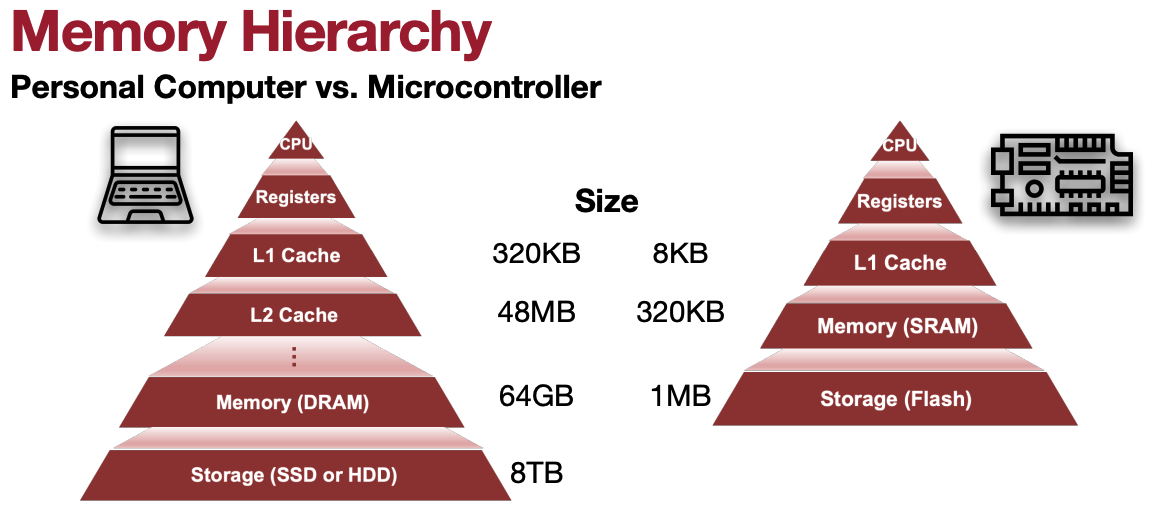 Memory Hierarchy
Personal Computer vs. Microcontroller
CPU
Registers
L1 Cache
L2 Cache
⋮
Memory (DRAM)
Storage (SSD or HDD)
Size
320KB 8KB
48MB 320KB
64GB 1MB
8TB
CPU
Registers
L1 Cache
Memory (SRAM)
Storage (Flash)